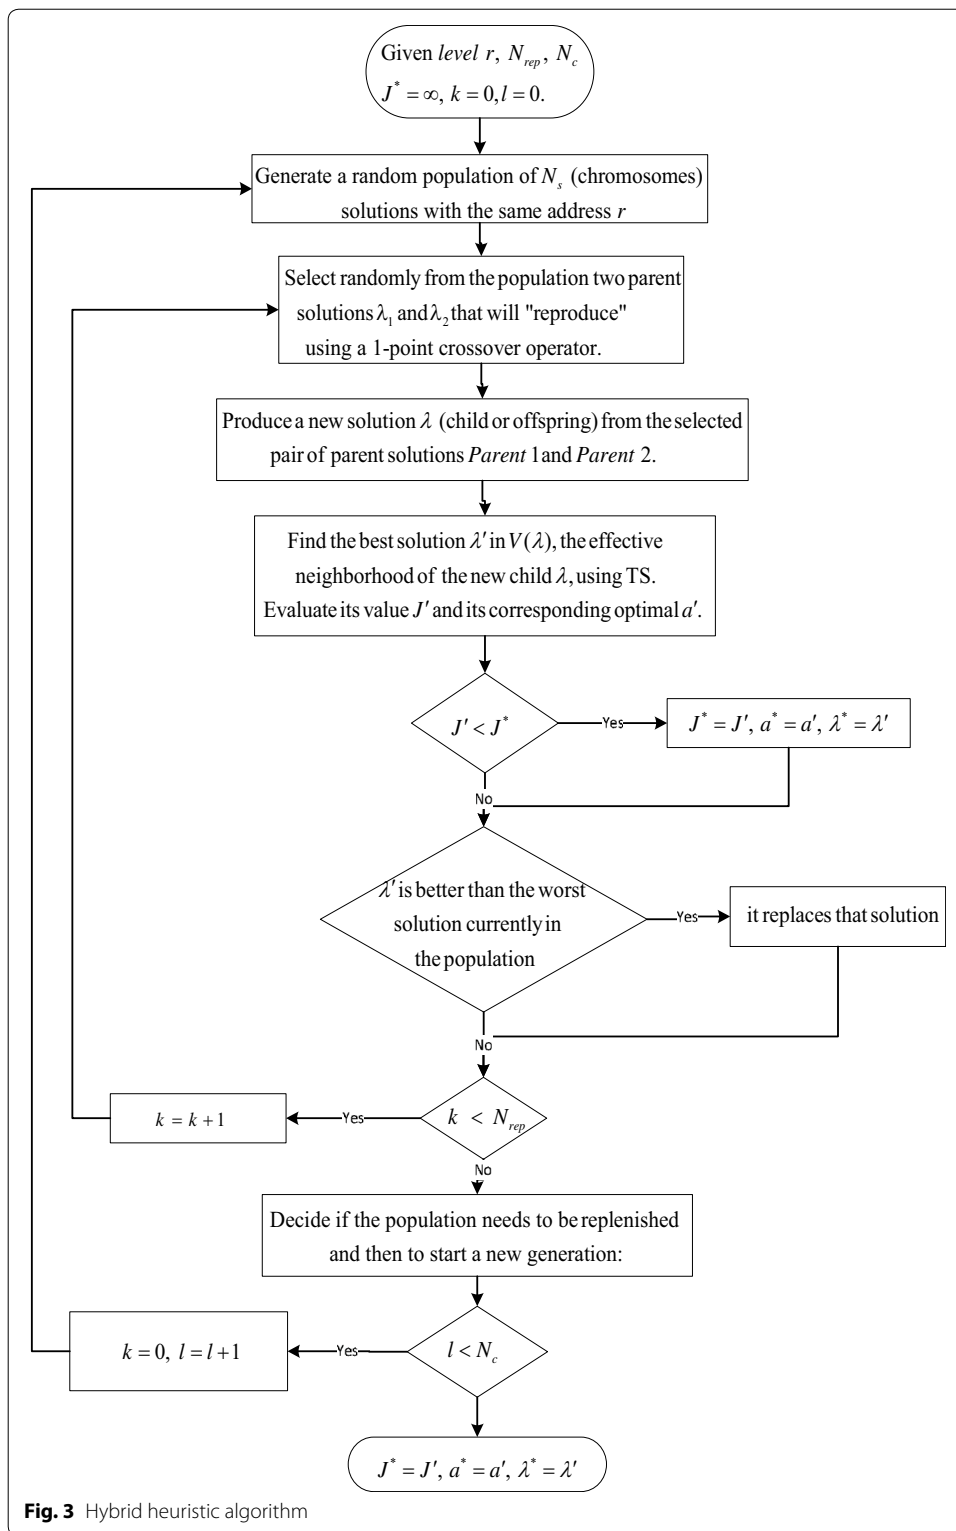 Given level r, N_rep, N_c
J* = ∞, k = 0, l = 0.
Generate a random population of N_s (chromosomes)
solutions with the same address r
Select randomly from the population two parent
solutions λ₁ and λ₂ that will "reproduce"
using a 1-point crossover operator.
Produce a new solution λ (child or offspring) from the selected
pair of parent solutions Parent 1 and Parent 2.
Find the best solution λ′ in V(λ), the effective
neighborhood of the new child λ, using TS.
Evaluate its value J′ and its corresponding optimal a′.
J′ < J*
Yes
J* = J′, a* = a′, λ* = λ′
No
λ′ is better than the worst
solution currently in
the population
Yes
it replaces that solution
No
k < N_rep
Yes
k = k + 1
No
Decide if the population needs to be replenished
and then to start a new generation:
l < N_c
Yes
k = 0, l = l + 1
J* = J′, a* = a′, λ* = λ′
Fig. 3 Hybrid heuristic algorithm